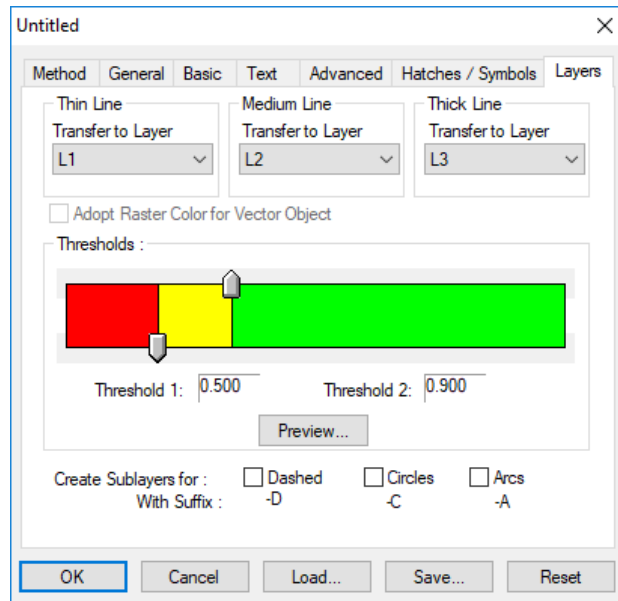 Untitled
Method General Basic Text Advanced Hatches / Symbols Layers
Thin Line Medium Line Thick Line
Transfer to Layer Transfer to Layer Transfer to Layer
L1 L2 L3
Adopt Raster Color for Vector Object
Thresholds :
Threshold 1: 0.500 Threshold 2: 0.900
Preview...
Create Sublayers for : Dashed Circles Arcs
With Suffix : -D -C -A
OK Cancel Load... Save... Reset